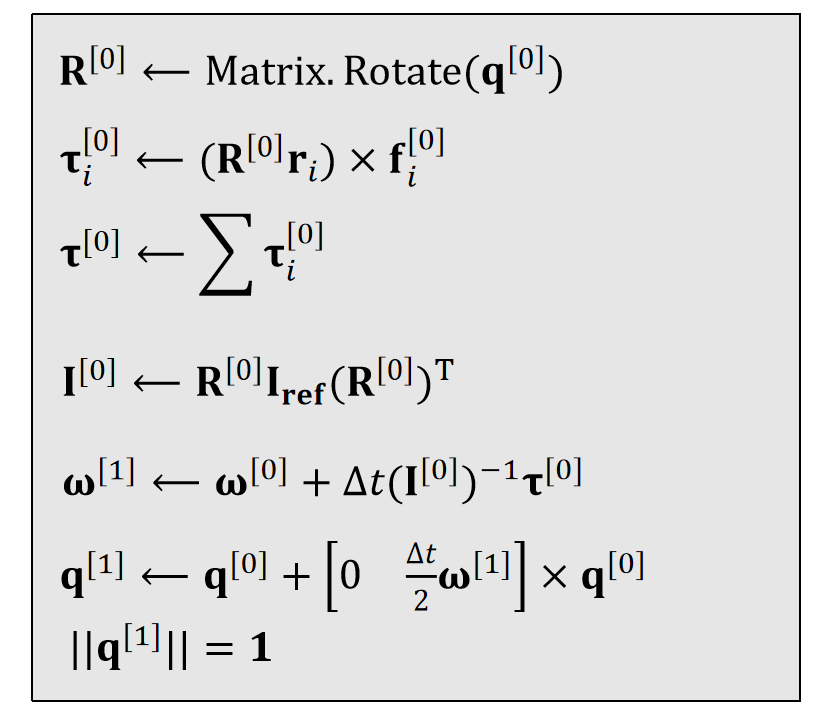 𝐑^[0] ← Matrix. Rotate(𝐪^[0])
𝛕_i^[0] ← (𝐑^[0]𝐫_i) × 𝐟_i^[0]
𝛕^[0] ← ∑ 𝛕_i^[0]
𝐈^[0] ← 𝐑^[0]𝐈_𝐫𝐞𝐟(𝐑^[0])^T
𝛚^[1] ← 𝛚^[0] + Δt(𝐈^[0])^−1 𝛕^[0]
𝐪^[1] ← 𝐪^[0] + [0 Δt/2 𝛚^[1]] × 𝐪^[0]
||𝐪^[1]|| = 𝟏